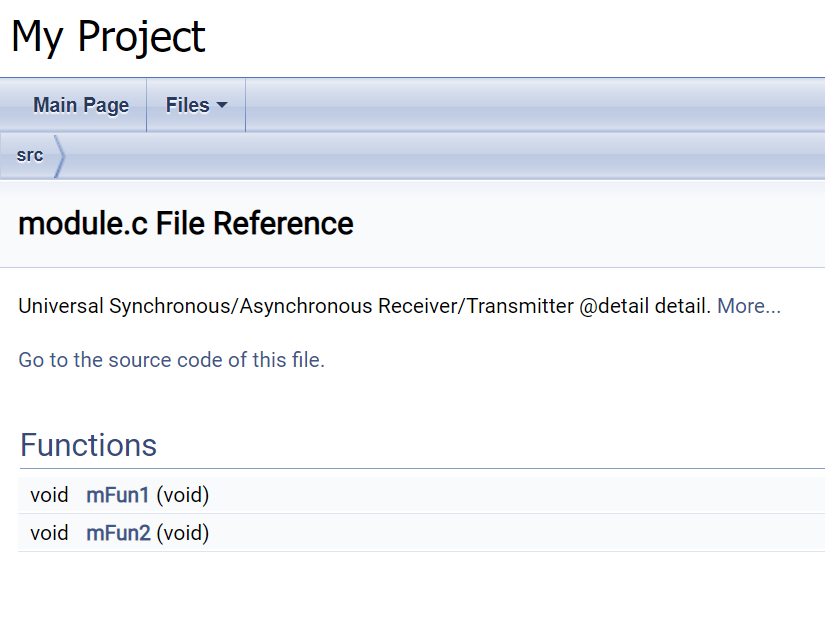 My Project
Main Page Files
src
module.c File Reference
Universal Synchronous/Asynchronous Receiver/Transmitter @detail detail. More...
Go to the source code of this file.
Functions
void mFun1 (void)
void mFun2 (void)